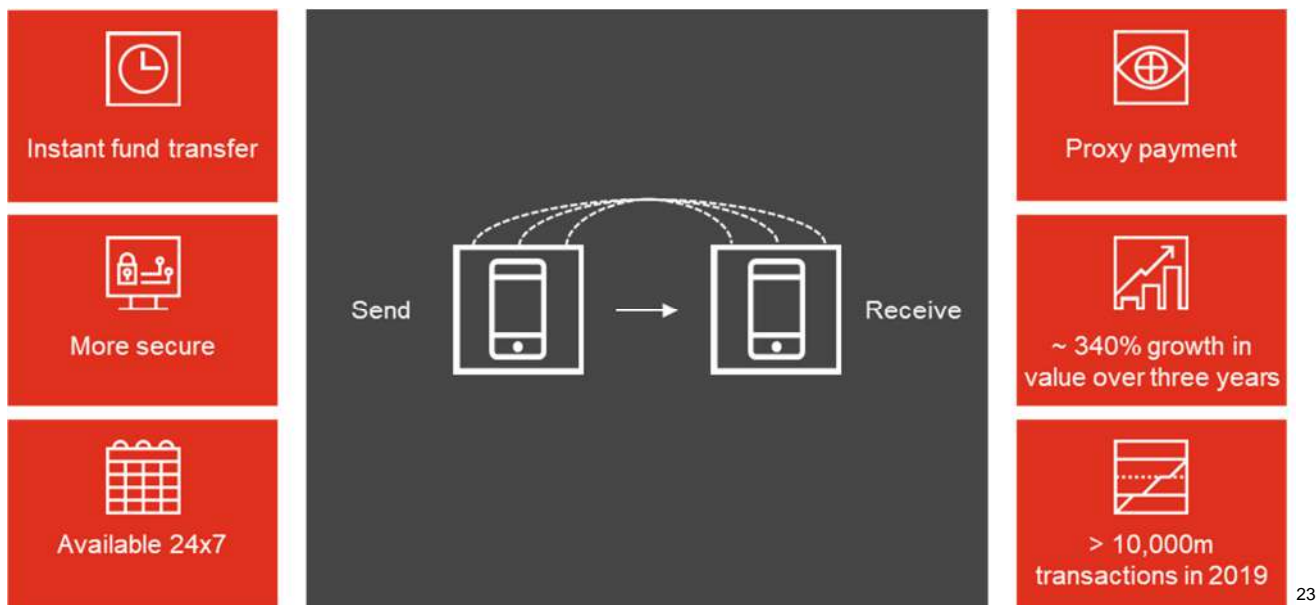 Instant fund transfer
More secure
Available 24x7
Send
Receive
Proxy payment
~ 340% growth in
value over three years
> 10,000m
transactions in 2019
23